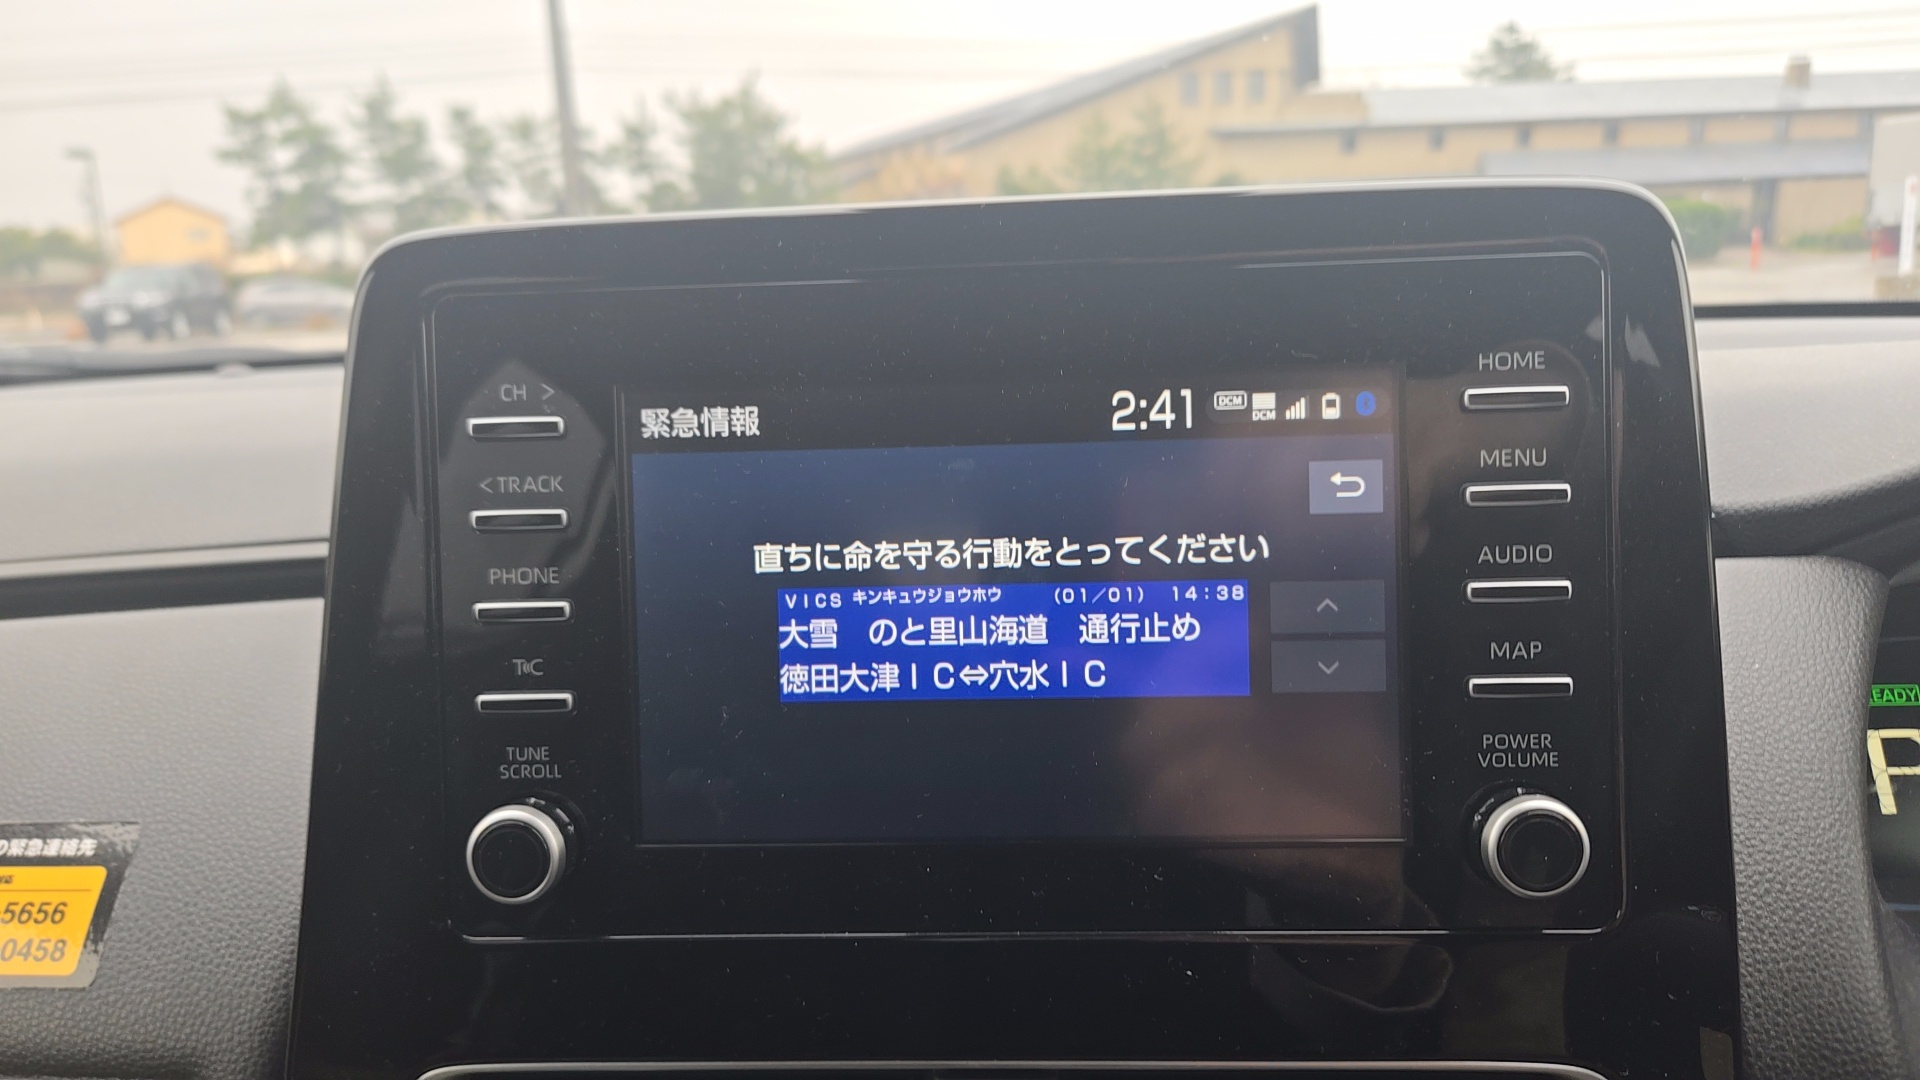 緊急情報
2:41
DCM
DCM
直ちに命を守る行動をとってください
VICS キンキュウジョウホウ (01/01) 14:38
大雪 のと里山海道 通行止め
徳田大津IC⇔穴水IC
CH >
< TRACK
PHONE
TUNE
SCROLL
HOME
MENU
AUDIO
MAP
POWER
VOLUME
の緊急連絡先
5656
0458
EADY
P